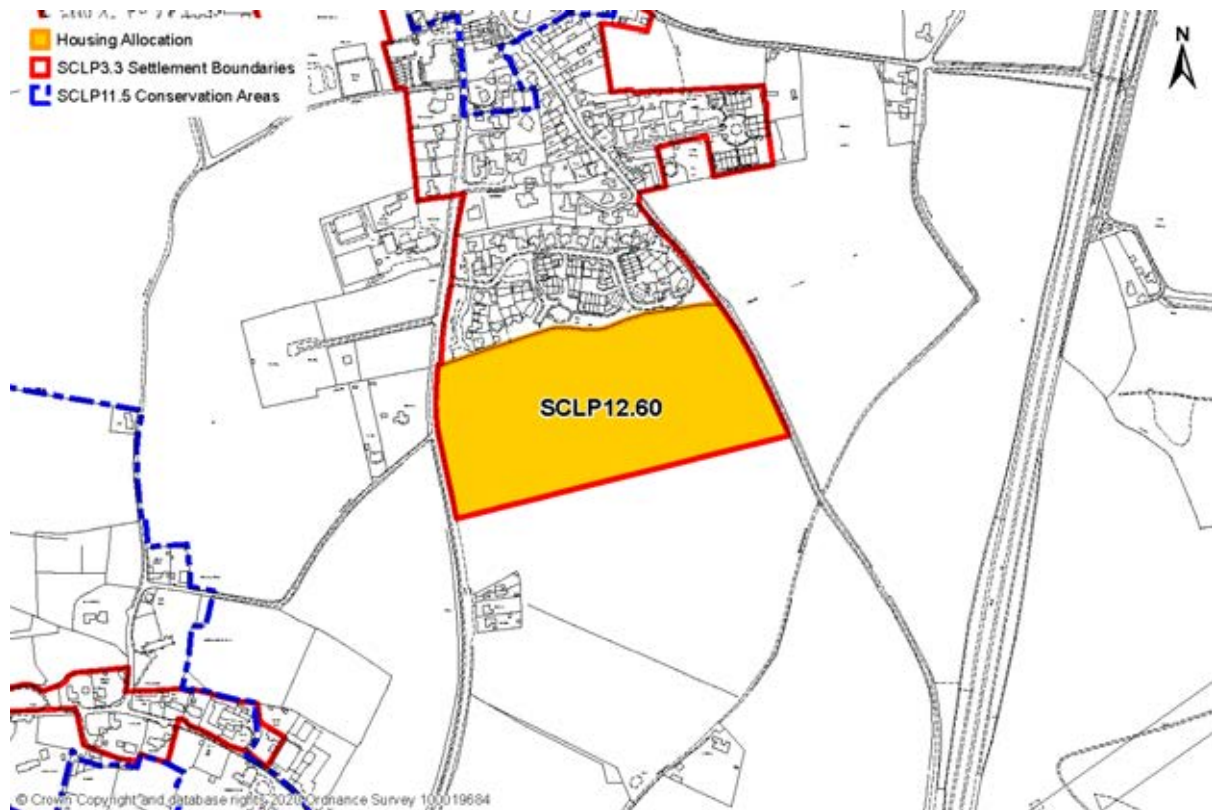 Housing Allocation
SCLP3.3 Settlement Boundaries
SCLP11.5 Conservation Areas
N
SCLP12.60
© Crown Copyright and database rights 2020 Ordnance Survey 100019684